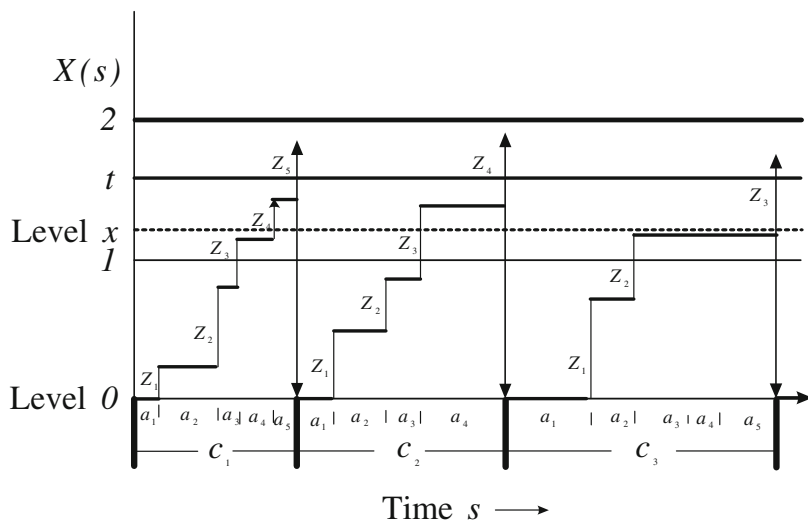 X(s)
2
t
Level x
1
Level 0
Z₁
Z₂
Z₃
Z₄
Z₅
Z₁
Z₂
Z₃
Z₄
Z₁
Z₂
Z₃
a₁ a₂ a₃ a₄ a₅ a₁ a₂ a₃ a₄ a₁ a₂ a₃ a₄ a₅
c₁ c₂ c₃
Time s